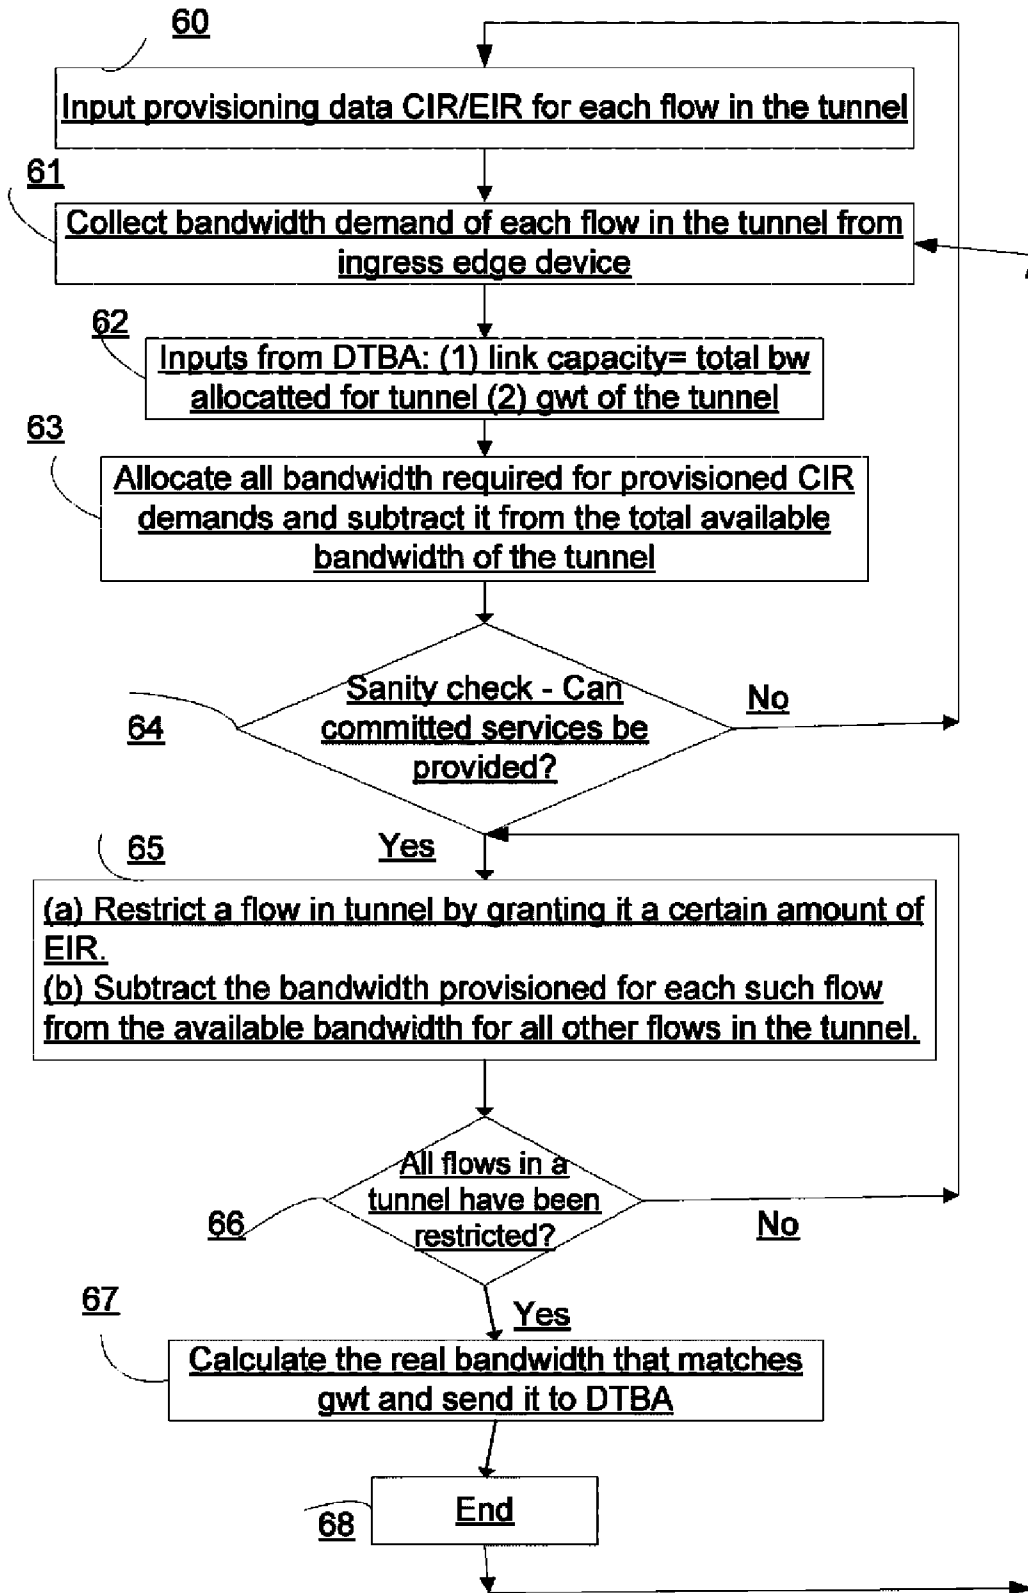 60
Input provisioning data CIR/EIR for each flow in the tunnel
61
Collect bandwidth demand of each flow in the tunnel from
ingress edge device
62
Inputs from DTBA: (1) link capacity= total bw
allocatted for tunnel (2) gwt of the tunnel
63
Allocate all bandwidth required for provisioned CIR
demands and subtract it from the total available
bandwidth of the tunnel
Sanity check - Can
committed services be
provided?
No
64
Yes
65
(a) Restrict a flow in tunnel by granting it a certain amount of
EIR.
(b) Subtract the bandwidth provisioned for each such flow
from the available bandwidth for all other flows in the tunnel.
All flows in a
tunnel have been
restricted?
66
No
67
Yes
Calculate the real bandwidth that matches
gwt and send it to DTBA
End
68